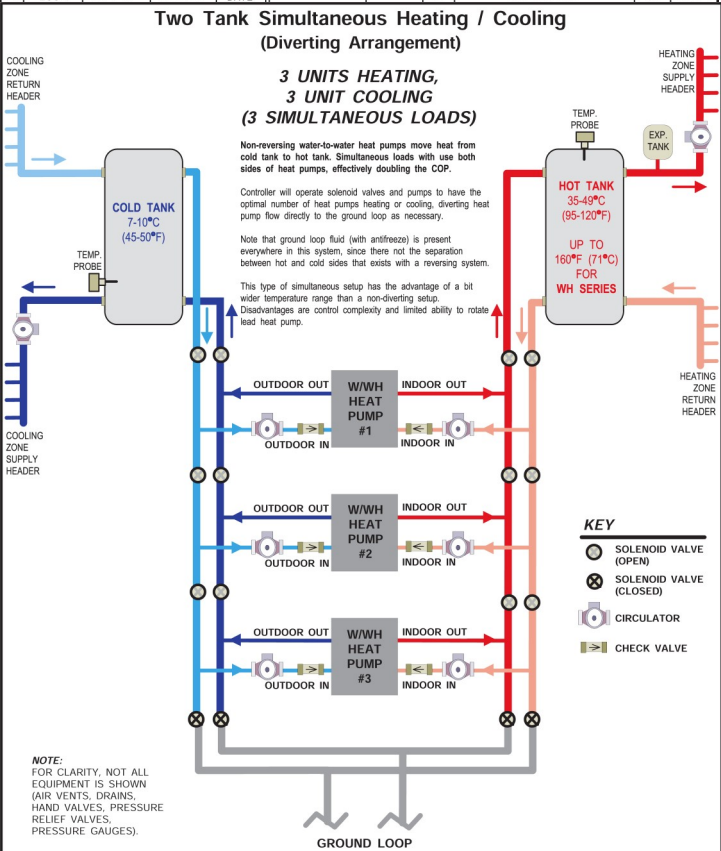 Two Tank Simultaneous Heating / Cooling
(Diverting Arrangement)
COOLING
ZONE
RETURN
HEADER
3 UNITS HEATING,
3 UNIT COOLING
(3 SIMULTANEOUS LOADS)
HEATING
ZONE
SUPPLY
HEADER
TEMP.
PROBE
EXP.
TANK
Non-reversing water-to-water heat pumps move heat from
cold tank to hot tank. Simultaneous loads with use both
sides of heat pumps, effectively doubling the COP.
Controller will operate solenoid valves and pumps to have the
optimal number of heat pumps heating or cooling, diverting heat
pump flow directly to the ground loop as necessary.
Note that ground loop fluid (with antifreeze) is present
everywhere in this system, since there not the separation
between hot and cold sides that exists with a reversing system.
This type of simultaneous setup has the advantage of a bit
wider temperature range than a non-diverting setup.
Disadvantages are control complexity and limited ability to rotate
lead heat pump.
COLD TANK
7-10°C
(45-50°F)
TEMP.
PROBE
HOT TANK
35-49°C
(95-120°F)
UP TO
160°F (71°C)
FOR
WH SERIES
COOLING
ZONE
SUPPLY
HEADER
HEATING
ZONE
RETURN
HEADER
OUTDOOR OUT
W/WH
HEAT
PUMP
#1
INDOOR OUT
OUTDOOR IN
INDOOR IN
OUTDOOR OUT
W/WH
HEAT
PUMP
#2
INDOOR OUT
OUTDOOR IN
INDOOR IN
OUTDOOR OUT
W/WH
HEAT
PUMP
#3
INDOOR OUT
OUTDOOR IN
INDOOR IN
KEY
SOLENOID VALVE
(OPEN)
SOLENOID VALVE
(CLOSED)
CIRCULATOR
CHECK VALVE
NOTE:
FOR CLARITY, NOT ALL
EQUIPMENT IS SHOWN
(AIR VENTS, DRAINS,
HAND VALVES, PRESSURE
RELIEF VALVES,
PRESSURE GAUGES).
GROUND LOOP